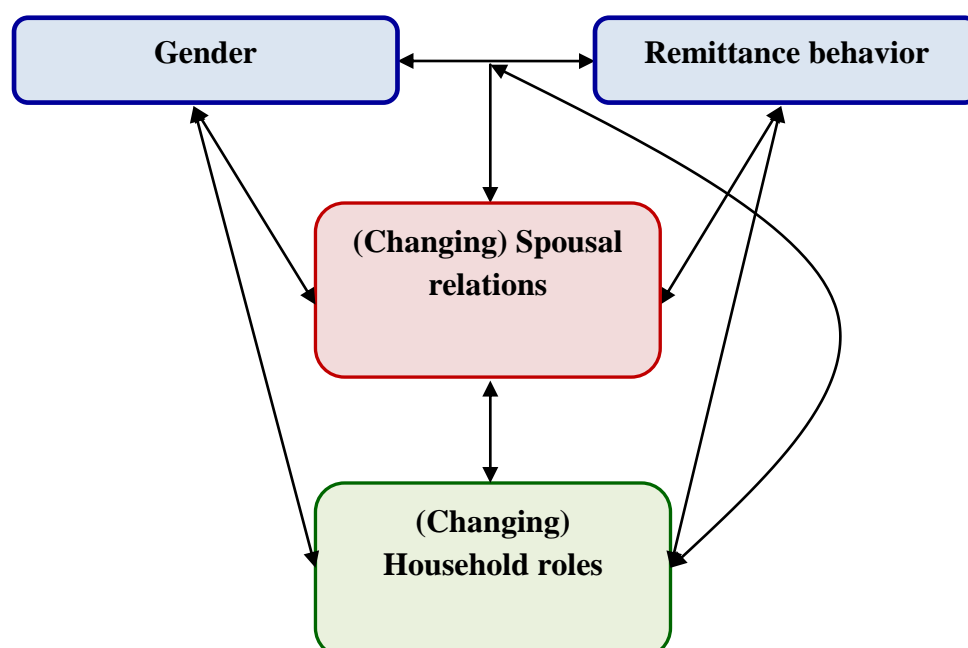 Gender
Remittance behavior
(Changing) Spousal
relations
(Changing)
Household roles